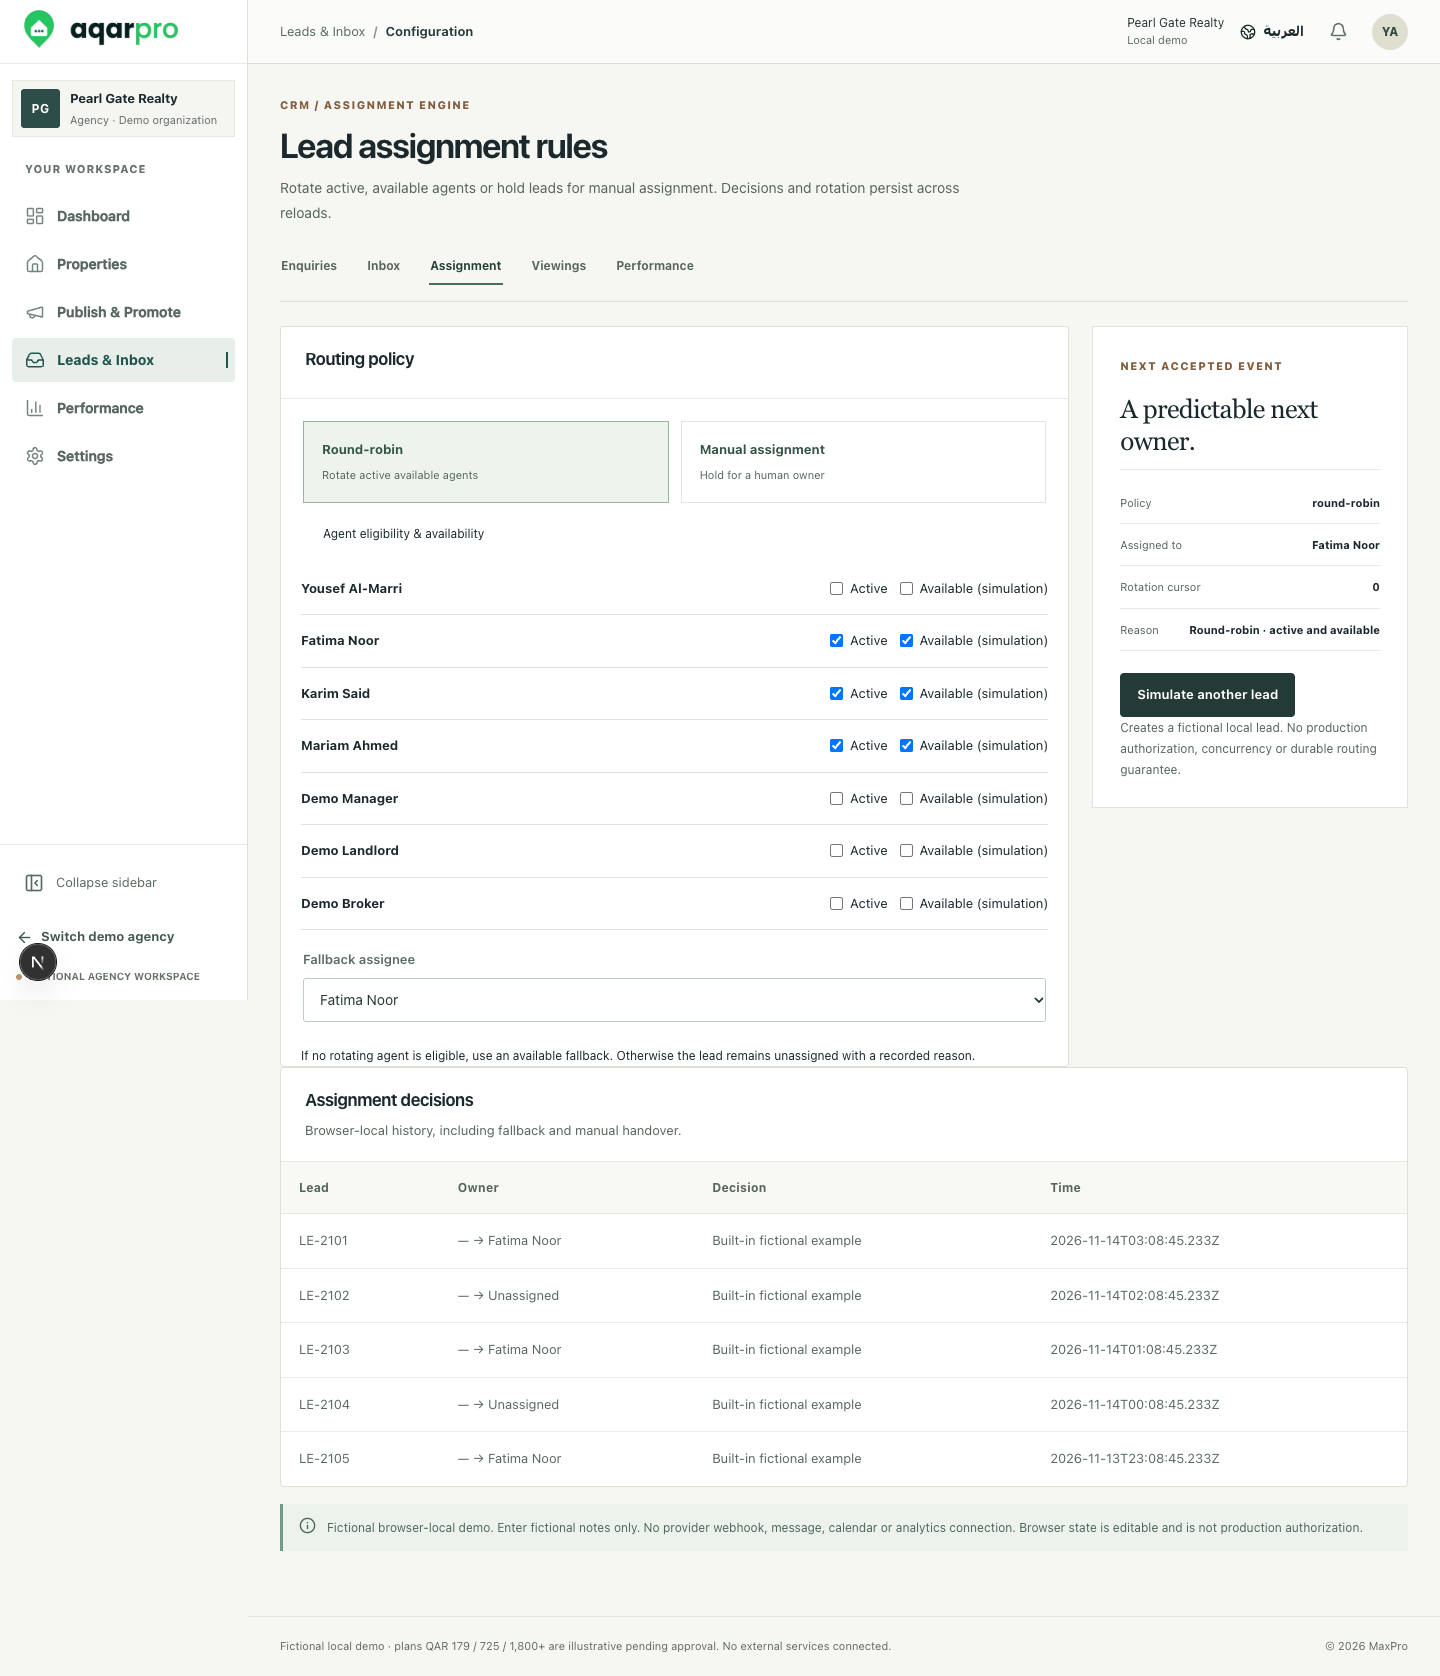 aqarpro
Leads & Inbox / Configuration
Pearl Gate Realty
Local demo
العربية
YA
PG
Pearl Gate Realty
Agency · Demo organization
YOUR WORKSPACE
Dashboard
Properties
Publish & Promote
Leads & Inbox
Performance
Settings
Collapse sidebar
Switch demo agency
N
IONAL AGENCY WORKSPACE
CRM / ASSIGNMENT ENGINE
Lead assignment rules
Rotate active, available agents or hold leads for manual assignment. Decisions and rotation persist across
reloads.
Enquiries
Inbox
Assignment
Viewings
Performance
Routing policy
Round-robin
Rotate active available agents
Manual assignment
Hold for a human owner
Agent eligibility & availability
Yousef Al-Marri Active Available (simulation)
Fatima Noor Active Available (simulation)
Karim Said Active Available (simulation)
Mariam Ahmed Active Available (simulation)
Demo Manager Active Available (simulation)
Demo Landlord Active Available (simulation)
Demo Broker Active Available (simulation)
Fallback assignee
Fatima Noor
If no rotating agent is eligible, use an available fallback. Otherwise the lead remains unassigned with a recorded reason.
NEXT ACCEPTED EVENT
A predictable next
owner.
Policy round-robin
Assigned to Fatima Noor
Rotation cursor 0
Reason Round-robin · active and available
Simulate another lead
Creates a fictional local lead. No production
authorization, concurrency or durable routing
guarantee.
Assignment decisions
Browser-local history, including fallback and manual handover.
Lead Owner Decision Time
LE-2101 — → Fatima Noor Built-in fictional example 2026-11-14T03:08:45.233Z
LE-2102 — → Unassigned Built-in fictional example 2026-11-14T02:08:45.233Z
LE-2103 — → Fatima Noor Built-in fictional example 2026-11-14T01:08:45.233Z
LE-2104 — → Unassigned Built-in fictional example 2026-11-14T00:08:45.233Z
LE-2105 — → Fatima Noor Built-in fictional example 2026-11-13T23:08:45.233Z
Fictional browser-local demo. Enter fictional notes only. No provider webhook, message, calendar or analytics connection. Browser state is editable and is not production authorization.
Fictional local demo · plans QAR 179 / 725 / 1,800+ are illustrative pending approval. No external services connected.
© 2026 MaxPro